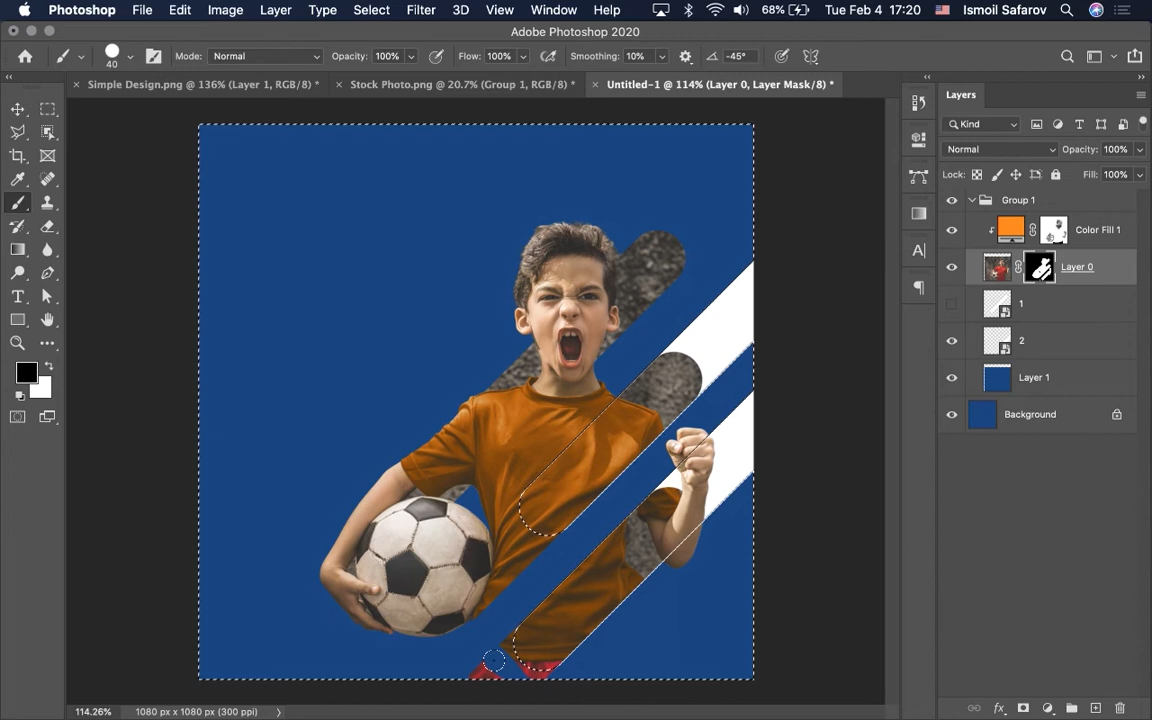 Photoshop File Edit Image Layer Type Select Filter 3D View Window Help 68% Tue Feb 4 17:20 Ismoil Safarov
Adobe Photoshop 2020
40 Mode: Normal Opacity: 100% Flow: 100% Smoothing: 10% -45°
Simple Design.png @ 136% (Layer 1, RGB/8) * Stock Photo.png @ 20.7% (Group 1, RGB/8) * Untitled-1 @ 114% (Layer 0, Layer Mask/8) *
Layers
Kind
Normal Opacity: 100%
Lock: Fill: 100%
Group 1
Color Fill 1
Layer 0
1
2
Layer 1
Background
114.26% 1080 px x 1080 px (300 ppi)